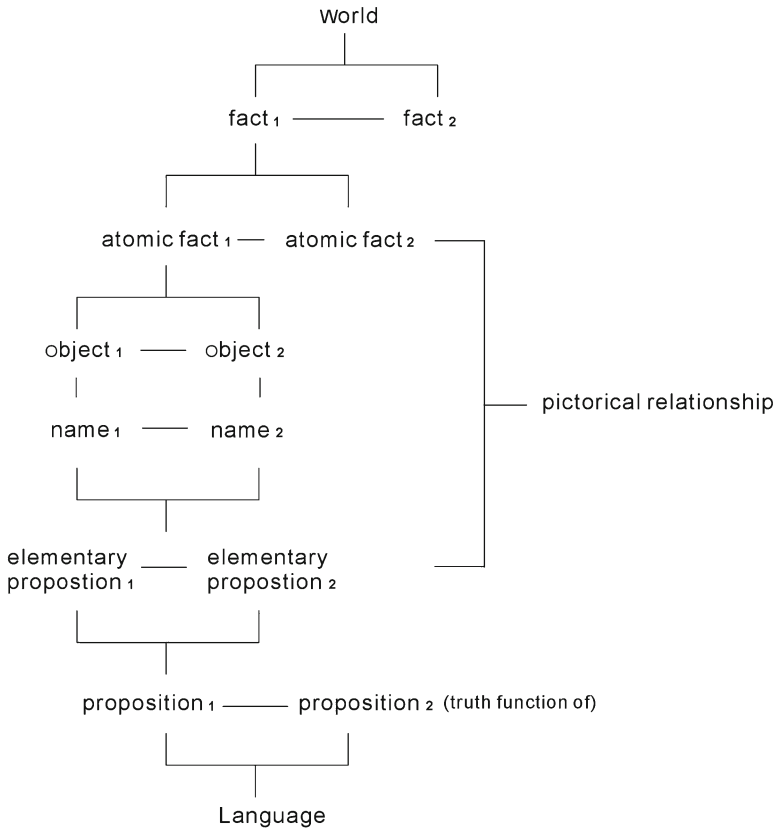 world
fact 1 fact 2
atomic fact 1 atomic fact 2
object 1 object 2
pictorical relationship
name 1 name 2
elementary propostion 1 elementary propostion 2
proposition 1 proposition 2 (truth function of)
Language